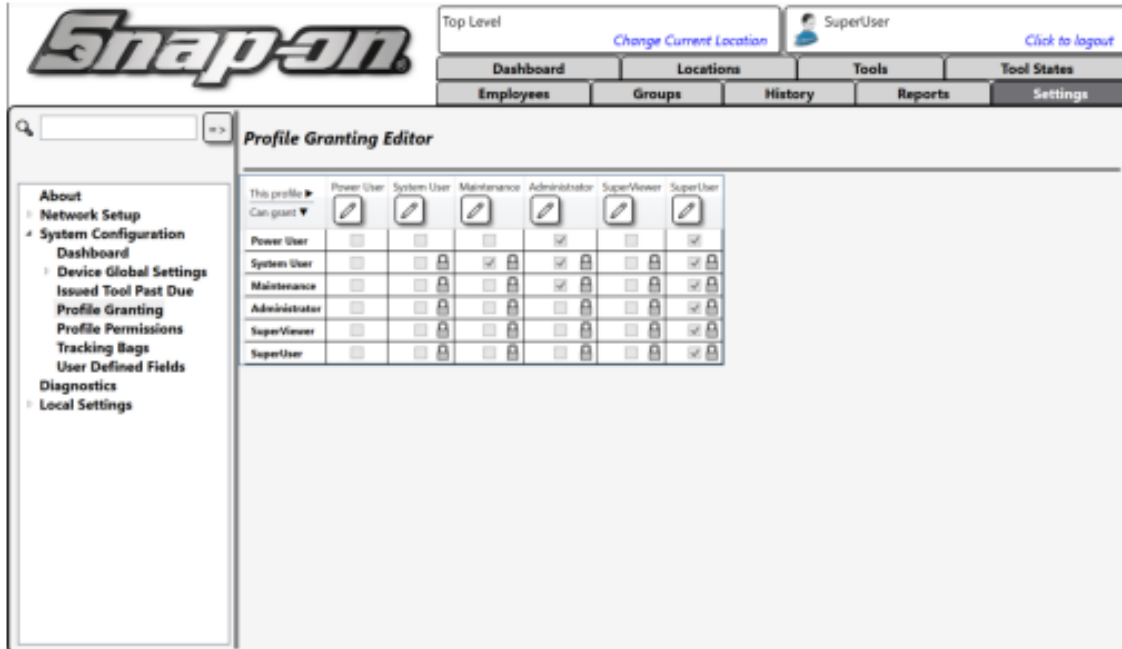 Snap-on
Top Level
Change Current Location
SuperUser
Click to logout
Dashboard Locations Tools Tool States
Employees Groups History Reports Settings
=>
Profile Granting Editor
About
Network Setup
System Configuration
Dashboard
Device Global Settings
Issued Tool Past Due
Profile Granting
Profile Permissions
Tracking Bags
User Defined Fields
Diagnostics
Local Settings
This profile ▶ Power User System User Maintenance Administrator SuperViewer SuperUser
Can grant ▼
Power User
System User
Maintenance
Administrator
SuperViewer
SuperUser